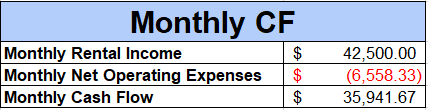 Monthly CF
Monthly Rental Income $ 42,500.00
Monthly Net Operating Expenses $ (6,558.33)
Monthly Cash Flow $ 35,941.67